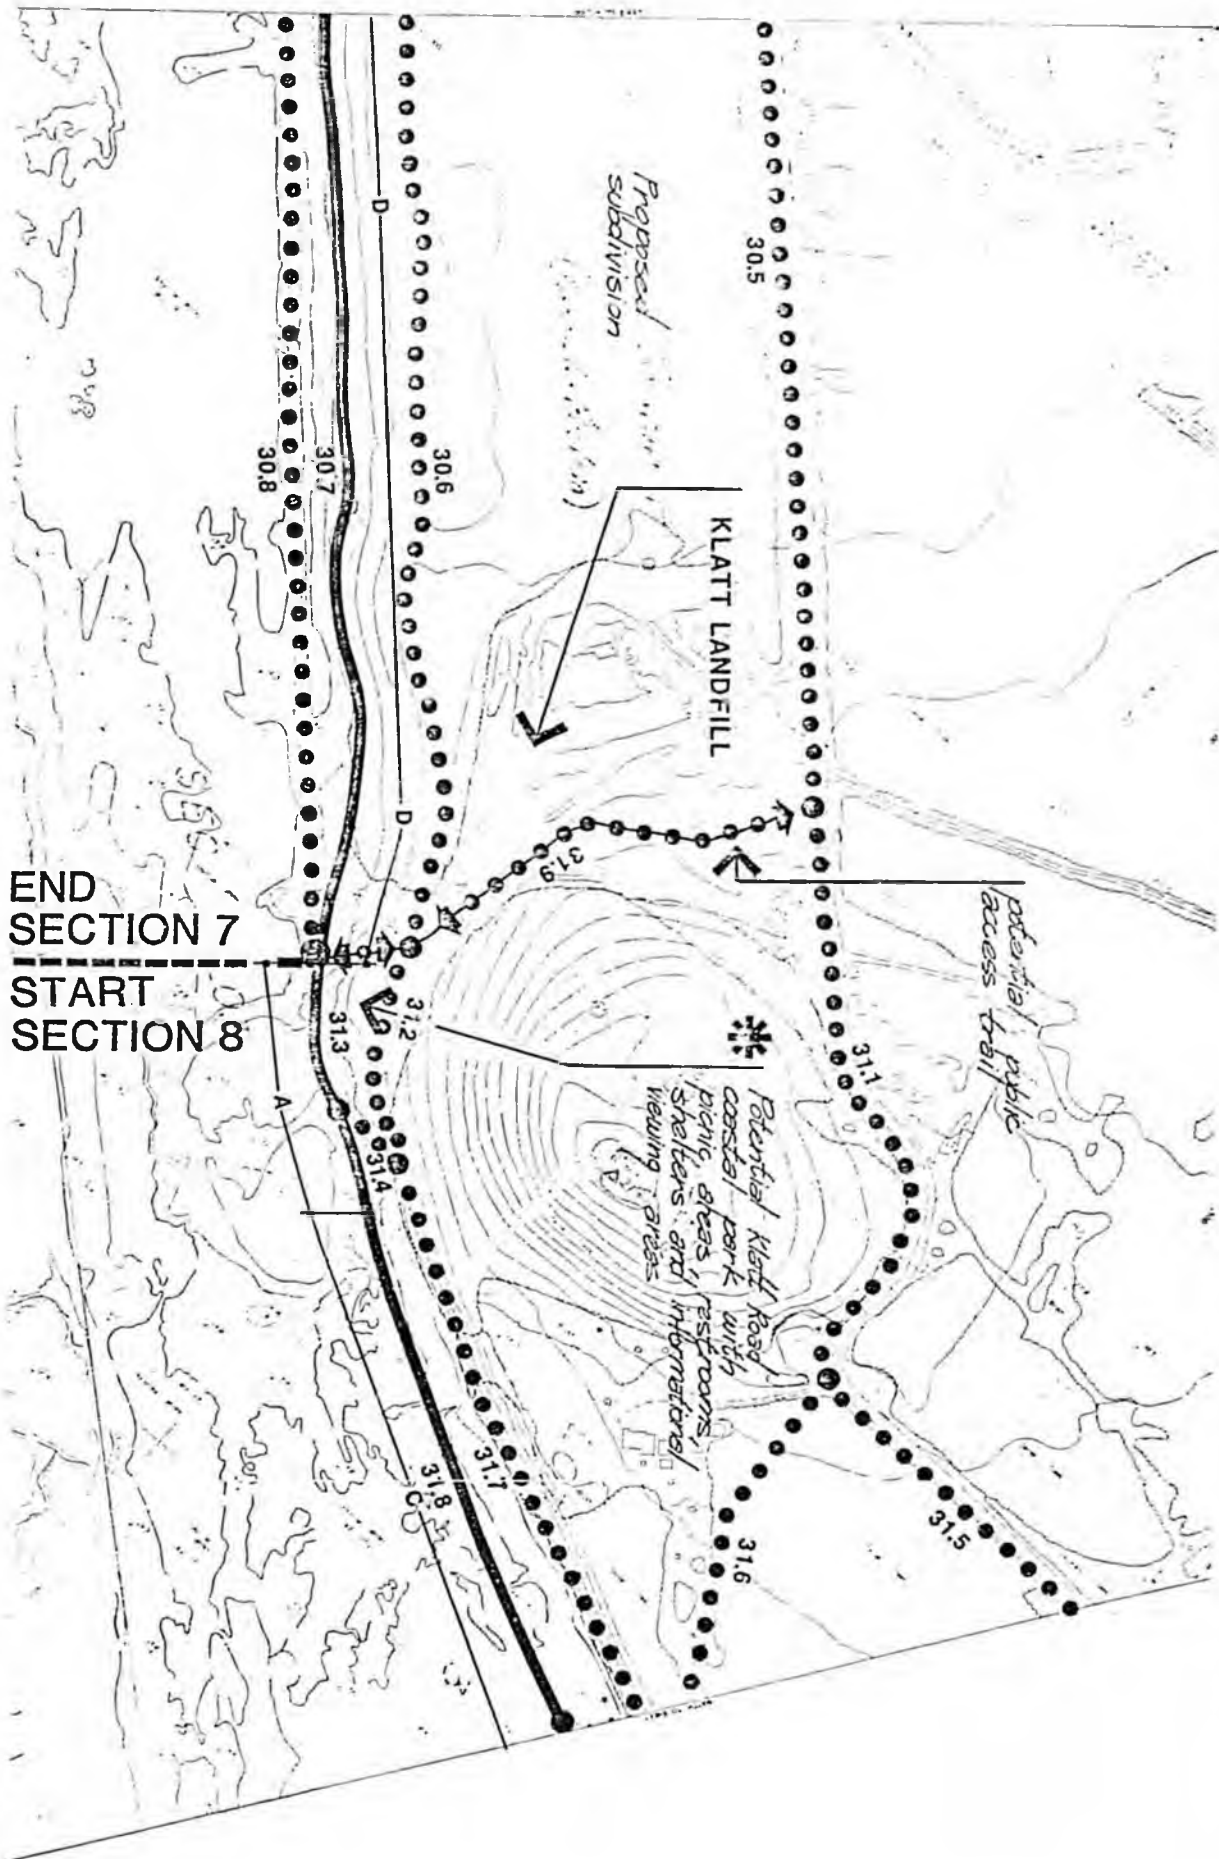 Proposed
subdivision
30.5
30.6
30.7
30.8
D
KLATT LANDFILL
D
31.9
END
SECTION 7
START
SECTION 8
potential public
access trail
31.1
31.2
31.3
31.4
A
Potential Klatt Road
coastal park with
picnic areas, restrooms,
shelters and informational
viewing areas
31.5
31.6
31.7
31.8
C